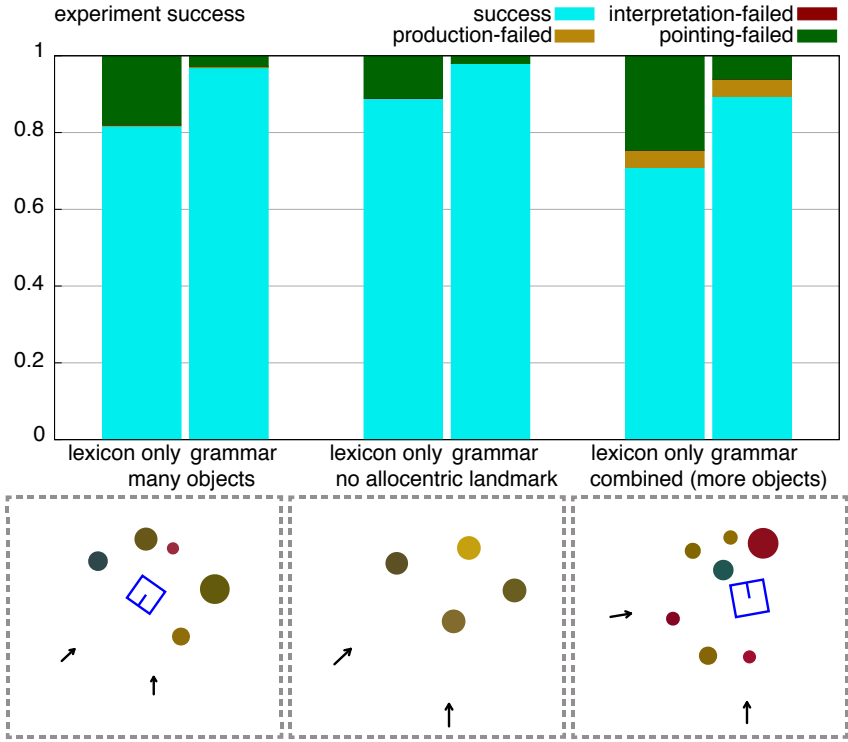 experiment success
success
interpretation-failed
production-failed
pointing-failed
1
0.8
0.6
0.4
0.2
0
lexicon only grammar
many objects
lexicon only grammar
no allocentric landmark
lexicon only grammar
combined (more objects)